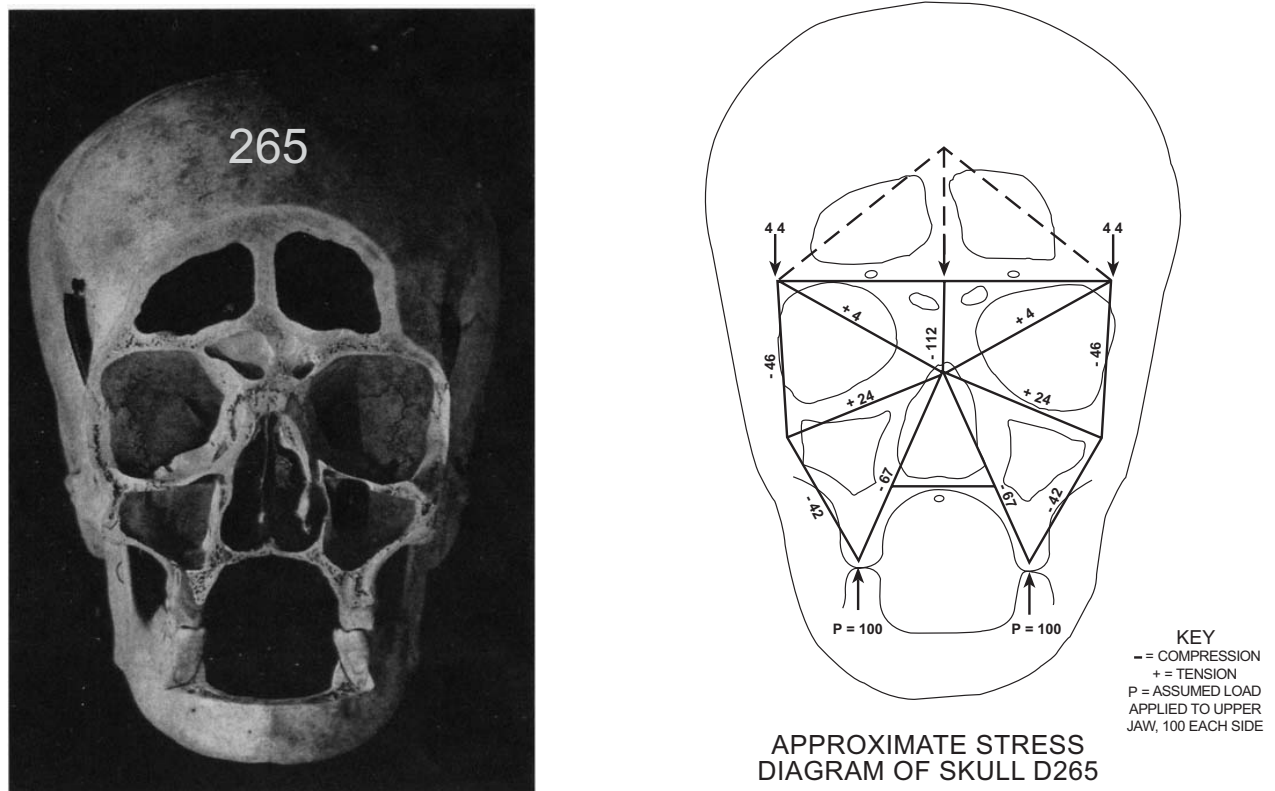 265
4 4
4 4
+ 4
+ 4
- 112
- 46
- 46
+ 24
+ 24
- 67
- 67
- 42
- 42
P = 100
P = 100
KEY
- = COMPRESSION
+ = TENSION
P = ASSUMED LOAD
APPLIED TO UPPER
JAW, 100 EACH SIDE
APPROXIMATE STRESS
DIAGRAM OF SKULL D265